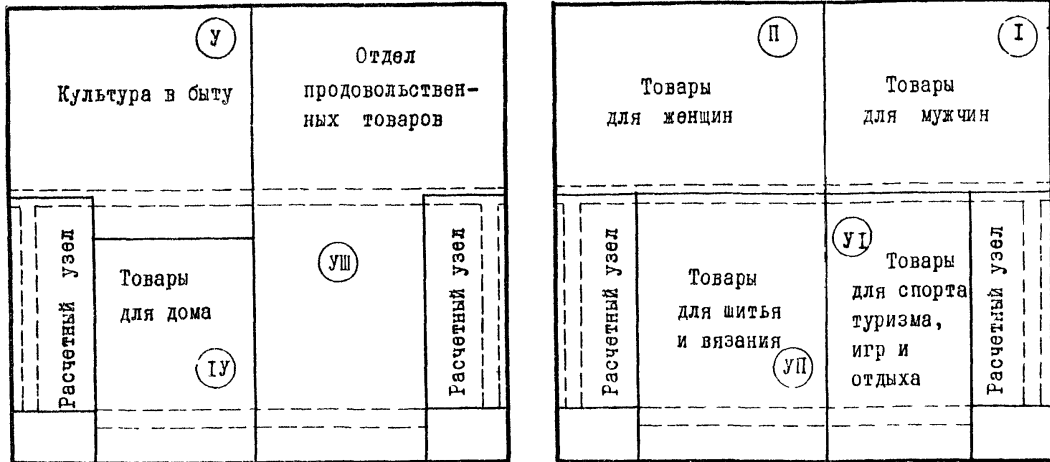 У
Культура в быту
Отдел
продовольствен-
ных товаров
Расчетный узел
Товары
для дома
IУ
УШ
Расчетный узел
П
Товары
для женщин
I
Товары
для мужчин
Расчетный узел
Товары
для шитья
и вязания
УП
УI
Товары
для спорта
туризма,
игр и
отдыха
Расчетный узел